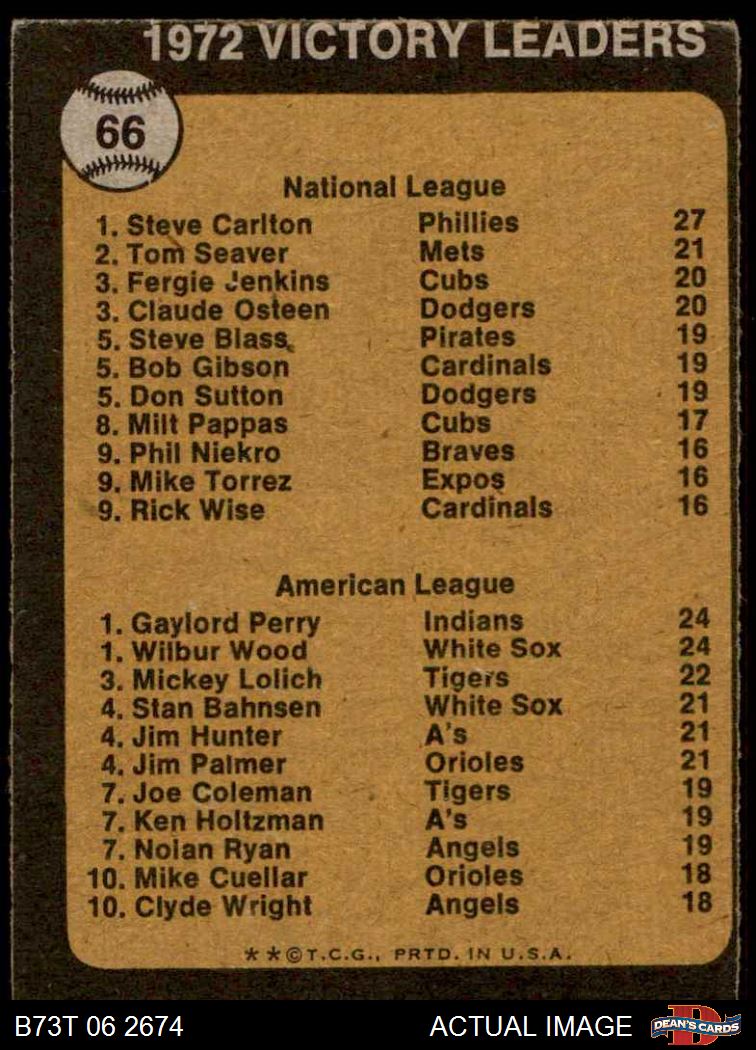 1972 VICTORY LEADERS
66
National League
1. Steve Carlton Phillies 27
2. Tom Seaver Mets 21
3. Fergie Jenkins Cubs 20
3. Claude Osteen Dodgers 20
5. Steve Blass Pirates 19
5. Bob Gibson Cardinals 19
5. Don Sutton Dodgers 19
8. Milt Pappas Cubs 17
9. Phil Niekro Braves 16
9. Mike Torrez Expos 16
9. Rick Wise Cardinals 16
American League
1. Gaylord Perry Indians 24
1. Wilbur Wood White Sox 24
3. Mickey Lolich Tigers 22
4. Stan Bahnsen White Sox 21
4. Jim Hunter A's 21
4. Jim Palmer Orioles 21
7. Joe Coleman Tigers 19
7. Ken Holtzman A's 19
7. Nolan Ryan Angels 19
10. Mike Cuellar Orioles 18
10. Clyde Wright Angels 18
**©T.C.G., PRTD. IN U.S.A.
B73T 06 2674 ACTUAL IMAGE D DEAN'S CARDS